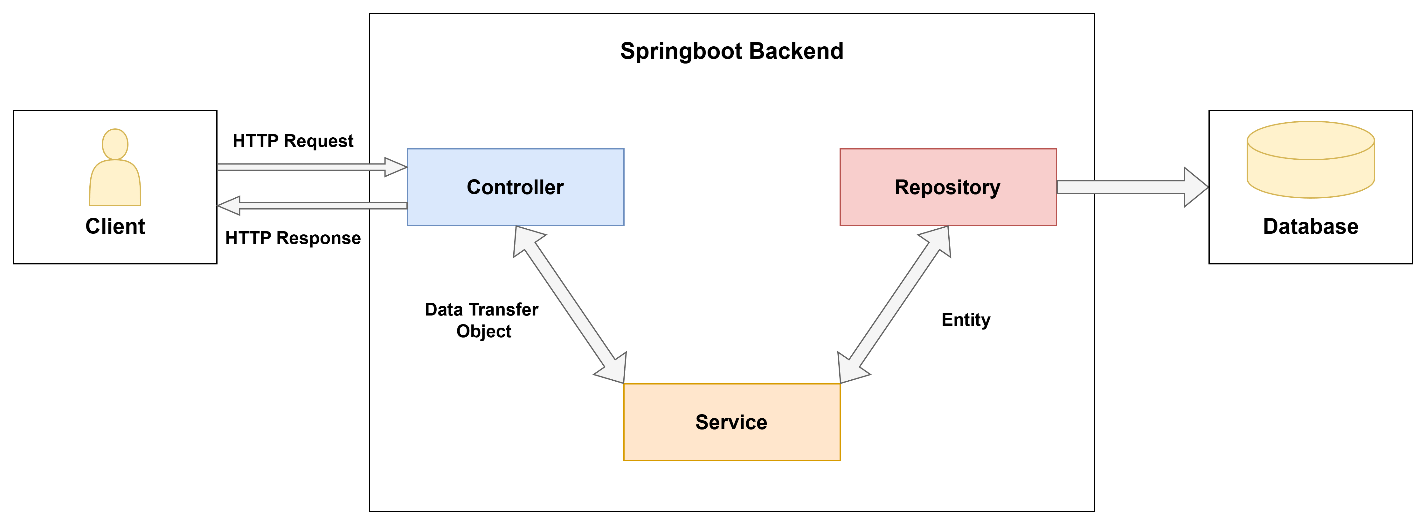 Springboot Backend
HTTP Request
Client
HTTP Response
Controller
Repository
Database
Data Transfer
Object
Entity
Service